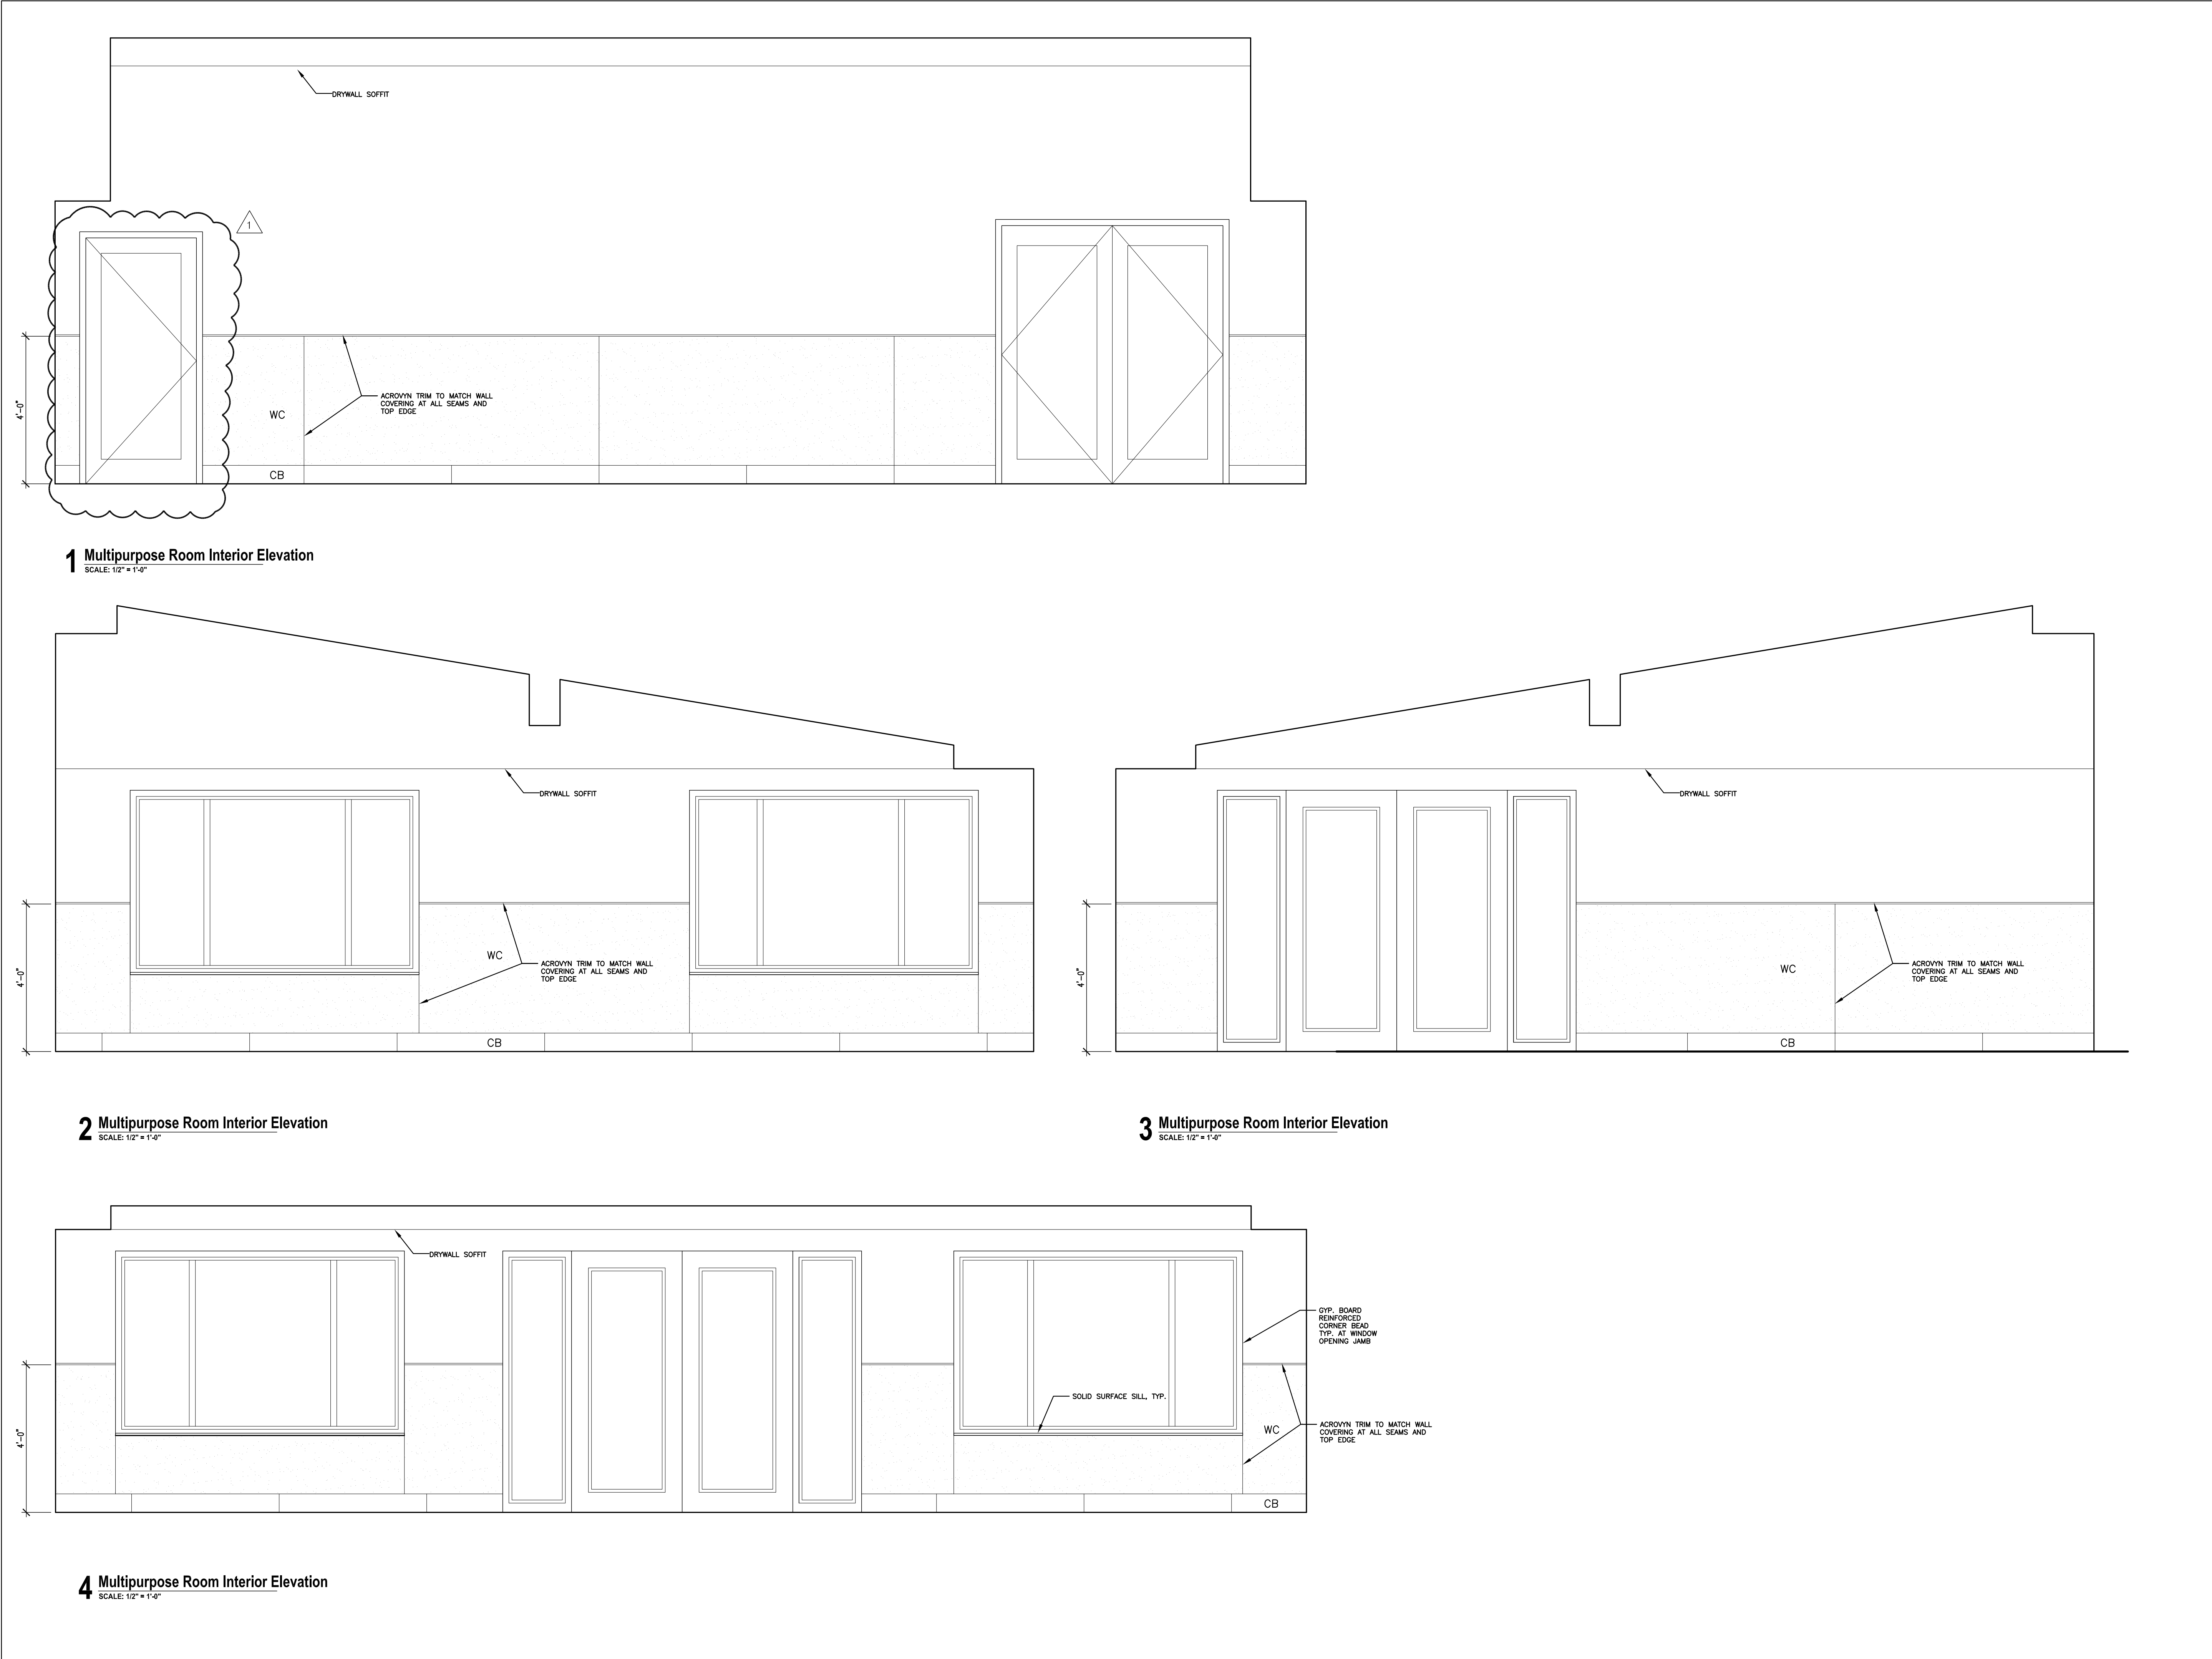 DRYWALL SOFFIT
1
4'-0"
WC
ACROVYN TRIM TO MATCH WALL
COVERING AT ALL SEAMS AND
TOP EDGE
CB
1 Multipurpose Room Interior Elevation
SCALE: 1/2" = 1'-0"
DRYWALL SOFFIT
4'-0"
WC
ACROVYN TRIM TO MATCH WALL
COVERING AT ALL SEAMS AND
TOP EDGE
CB
2 Multipurpose Room Interior Elevation
SCALE: 1/2" = 1'-0"
DRYWALL SOFFIT
4'-0"
WC
ACROVYN TRIM TO MATCH WALL
COVERING AT ALL SEAMS AND
TOP EDGE
CB
3 Multipurpose Room Interior Elevation
SCALE: 1/2" = 1'-0"
DRYWALL SOFFIT
GYP. BOARD
REINFORCED
CORNER BEAD
TYP. AT WINDOW
OPENING JAMB
SOLID SURFACE SILL, TYP.
4'-0"
WC
ACROVYN TRIM TO MATCH WALL
COVERING AT ALL SEAMS AND
TOP EDGE
CB
4 Multipurpose Room Interior Elevation
SCALE: 1/2" = 1'-0"